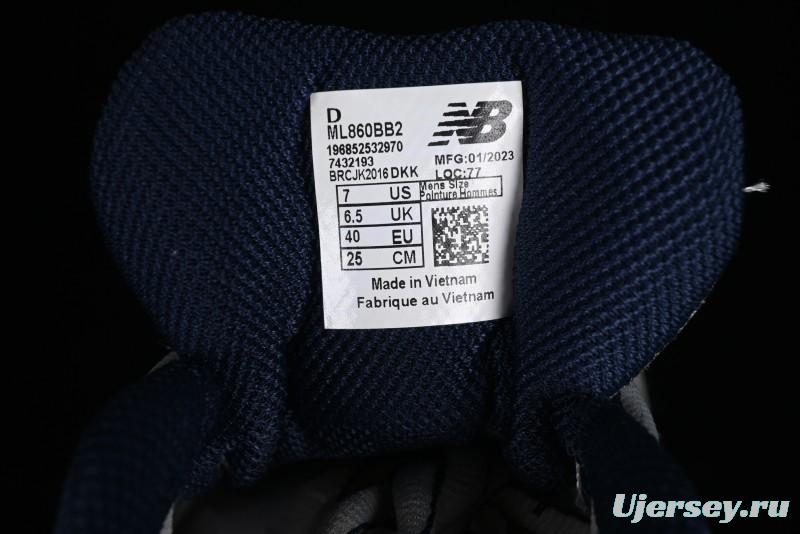 D
ML860BB2
196852532970
7432193
BRCJK2016 DKK
NB
MFG:01/2023
LOC:77
7 US
Mens Size
Pointure Hommes
6.5 UK
40 EU
25 CM
Made in Vietnam
Fabrique au Vietnam
Ujersey.ru